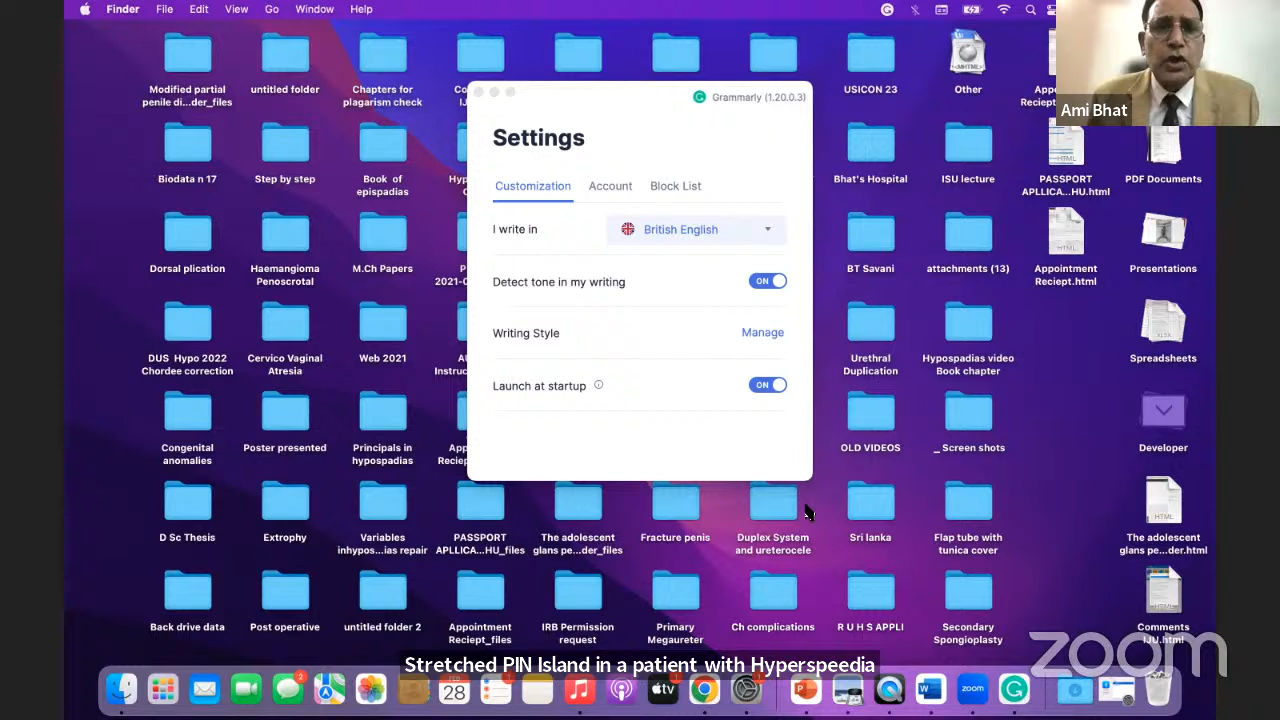 Finder File Edit View Go Window Help
Ami Bhat
Modified partial
penile di...der_files
untitled folder
Chapters for
plagarism check
USICON 23
Other
Grammarly (1.20.0.3)
Settings
Customization Account Block List
I write in
British English
Detect tone in my writing
ON
Writing Style
Manage
Launch at startup
ON
Biodata n 17
Step by step
Book of
epispadias
Bhat's Hospital
ISU lecture
PASSPORT
APLLICA...HU.html
PDF Documents
Dorsal plication
Haemangioma
Penoscrotal
M.Ch Papers
2021-0
BT Savani
attachments (13)
Appointment
Reciept.html
Presentations
DUS Hypo 2022
Chordee correction
Cervico Vaginal
Atresia
Web 2021
Urethral
Duplication
Hypospadias video
Book chapter
Spreadsheets
Congenital
anomalies
Poster presented
Principals in
hypospadias
OLD VIDEOS
_ Screen shots
Developer
D Sc Thesis
Extrophy
Variables
inhypos...ias repair
PASSPORT
APLLICA...HU_files
The adolescent
glans pe...der_files
Fracture penis
Duplex System
and ureterocele
Sri lanka
Flap tube with
tunica cover
The adolescent
glans pe...der.html
Back drive data
Post operative
untitled folder 2
Appointment
Reciept_files
IRB Permission
request
Primary
Megaureter
Ch complications
R U H S APPLI
Secondary
Spongioplasty
Comments
IJU.html
zoom
Stretched PIN Island in a patient with Hyperspeedia
28
tv
zoom